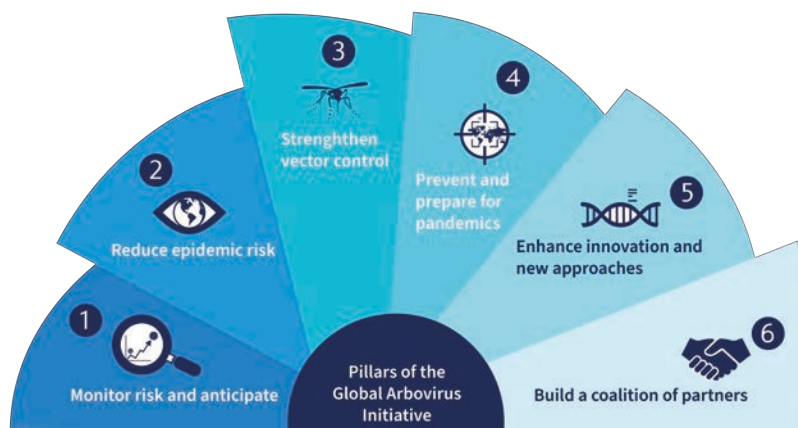 1
Monitor risk and anticipate
2
Reduce epidemic risk
3
Strenghten
vector control
4
Prevent and
prepare for
pandemics
5
Enhance innovation and
new approaches
6
Build a coalition of partners
Pillars of the
Global Arbovirus
Initiative